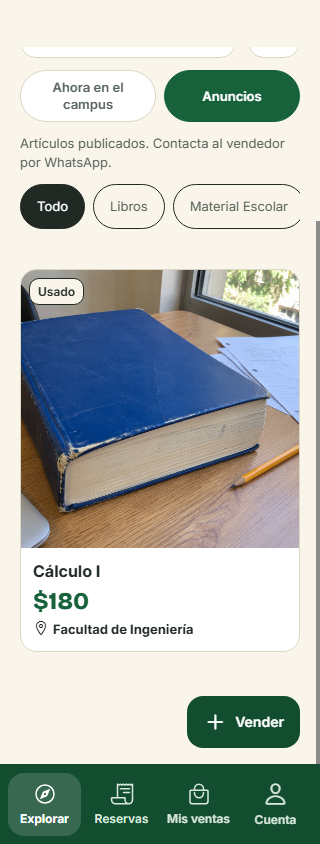 Ahora en el
campus
Anuncios
Artículos publicados. Contacta al vendedor
por WhatsApp.
Todo
Libros
Material Escolar
Usado
Cálculo I
$180
Facultad de Ingeniería
Vender
Explorar
Reservas
Mis ventas
Cuenta